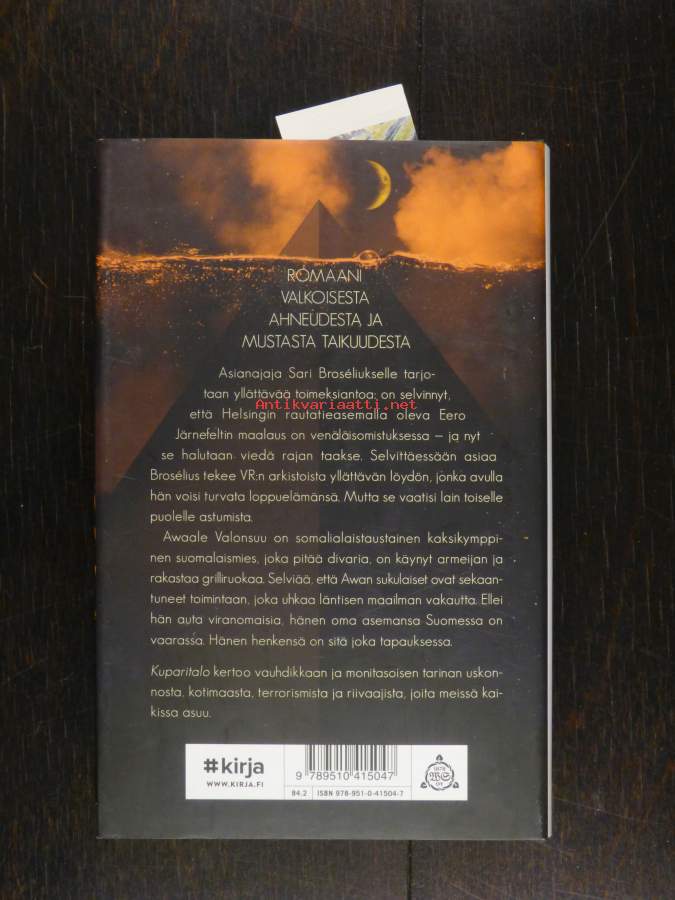 ROMAANI
VALKOISESTA
AHNEUDESTA JA
MUSTASTA TAIKUUDESTA
Asianajaja Sari Broséliukselle tarjo-
taan yllättävää toimeksiantoa: on selvinnyt,
Antikvariaatti.net
että Helsingin rautatieasemalla oleva Eero
Järnefeltin maalaus on venäläisomistuksessa – ja nyt
se halutaan viedä rajan taakse. Selvittäessään asiaa
Brosélius tekee VR:n arkistoista yllättävän löydön, jonka avulla
hän voisi turvata loppuelämänsä. Mutta se vaatisi lain toiselle
puolelle astumista.
Awaale Valonsuu on somalialaistaustainen kaksikymppi-
nen suomalaismies, joka pitää divaria, on käynyt armeijan ja
rakastaa grilliruokaa. Selviää, että Awan sukulaiset ovat sekaan-
tuneet toimintaan, joka uhkaa läntisen maailman vakautta. Ellei
hän auta viranomaisia, hänen oma asemansa Suomessa on
vaarassa. Hänen henkensä on sitä joka tapauksessa.
Kuparitalo kertoo vauhdikkaan ja monitasoisen tarinan uskon-
nosta, kotimaasta, terrorismista ja riivaajista, joita meissä kai-
kissa asuu.
#kirja
WWW.KIRJA.FI
9 789510 415047
84.2 ISBN 978-951-0-41504-7
1878
WS
OY